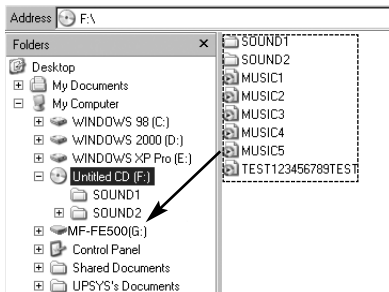 Address F:\
Folders ×
Desktop
My Documents
My Computer
WINDOWS 98 (C:)
WINDOWS 2000 (D:)
WINDOWS XP Pro (E:)
Untitled CD (F:)
SOUND1
SOUND2
MF-FE500(G:)
Control Panel
Shared Documents
UPSYS's Documents
SOUND1
SOUND2
MUSIC1
MUSIC2
MUSIC3
MUSIC4
MUSIC5
TEST123456789TEST